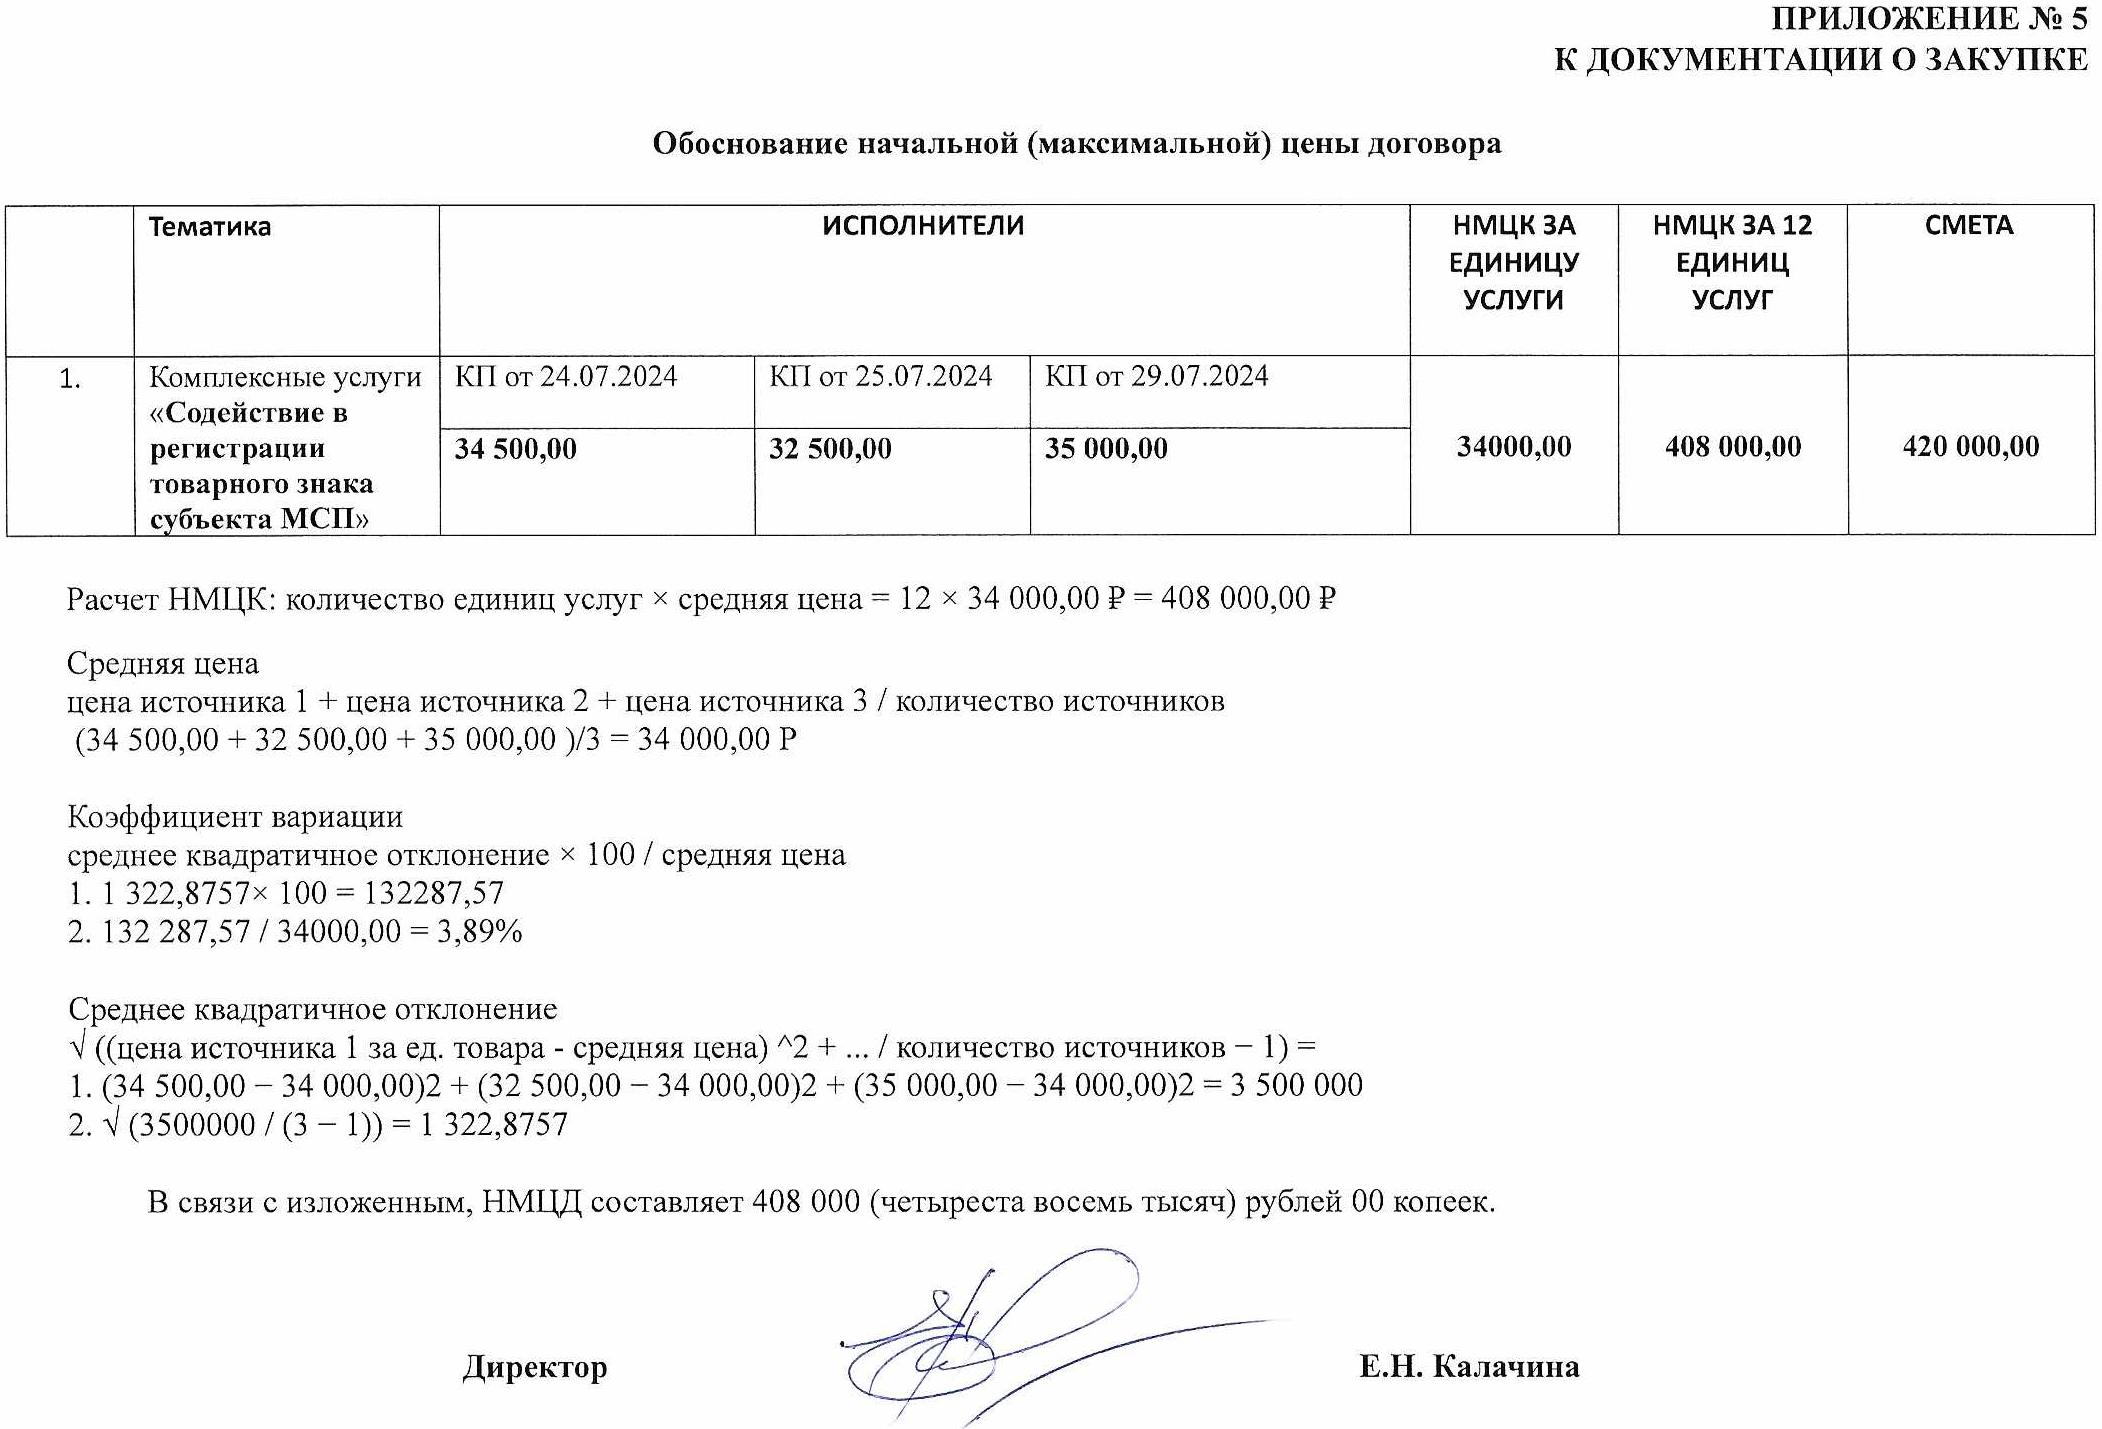 ПРИЛОЖЕНИЕ № 5
К ДОКУМЕНТАЦИИ О ЗАКУПКЕ
Обоснование начальной (максимальной) цены договора
Тематика
ИСПОЛНИТЕЛИ
НМЦК ЗА
ЕДИНИЦУ
УСЛУГИ
НМЦК ЗА 12
ЕДИНИЦ
УСЛУГ
СМЕТА
1.
Комплексные услуги
«Содействие в
регистрации
товарного знака
субъекта МСП»
КП от 24.07.2024
КП от 25.07.2024
КП от 29.07.2024
34 500,00
32 500,00
35 000,00
34000,00
408 000,00
420 000,00
Расчет НМЦК: количество единиц услуг × средняя цена = 12 × 34 000,00 ₽ = 408 000,00 ₽
Средняя цена
цена источника 1 + цена источника 2 + цена источника 3 / количество источников
(34 500,00 + 32 500,00 + 35 000,00 )/3 = 34 000,00 Р
Коэффициент вариации
среднее квадратичное отклонение × 100 / средняя цена
1. 1 322,8757× 100 = 132287,57
2. 132 287,57 / 34000,00 = 3,89%
Среднее квадратичное отклонение
√ ((цена источника 1 за ед. товара - средняя цена) ^2 + ... / количество источников − 1) =
1. (34 500,00 − 34 000,00)2 + (32 500,00 − 34 000,00)2 + (35 000,00 − 34 000,00)2 = 3 500 000
2. √ (3500000 / (3 − 1)) = 1 322,8757
В связи с изложенным, НМЦД составляет 408 000 (четыреста восемь тысяч) рублей 00 копеек.
Директор
Е.Н. Калачина